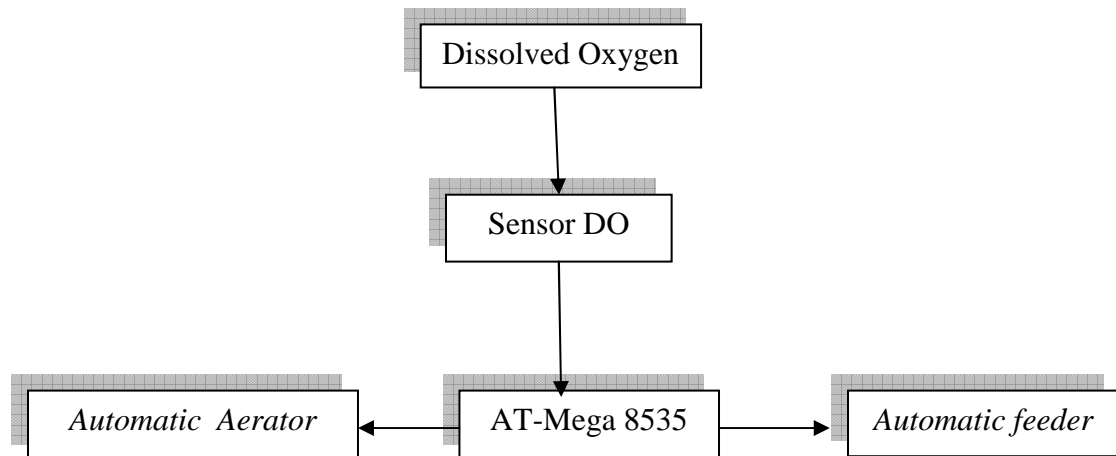 Dissolved Oxygen
Sensor DO
Automatic Aerator
AT-Mega 8535
Automatic feeder